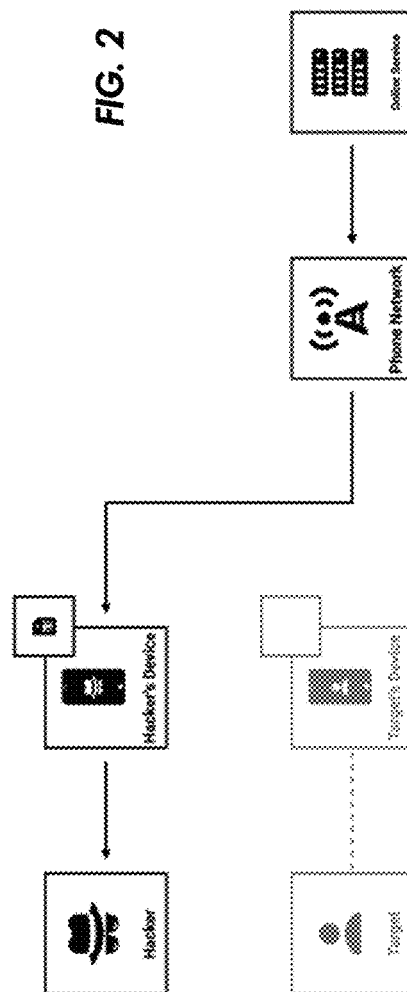 FIG. 2
Online Service
Phone Network
Hacker's Device
Target's Device
Hacker
Target